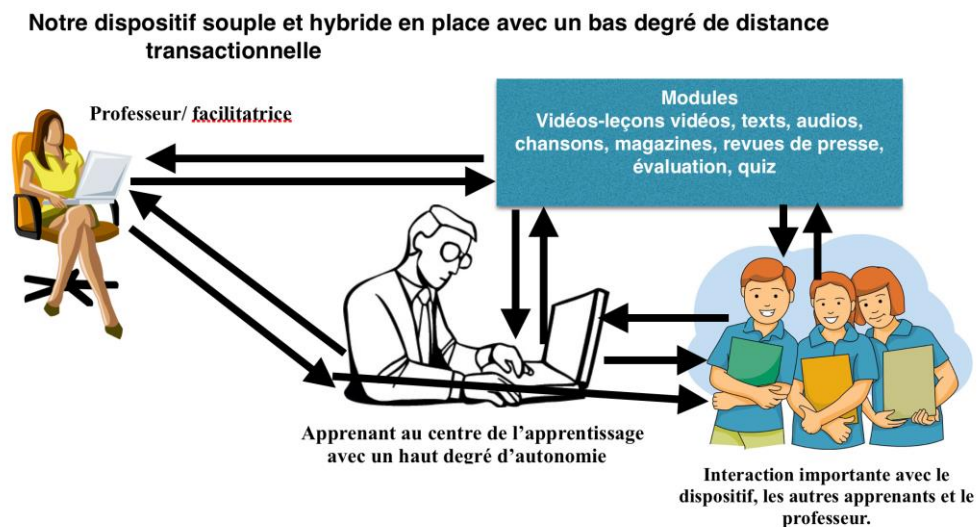 Notre dispositif souple et hybride en place avec un bas degré de distance
transactionnelle
Professeur/ facilitatrice
Modules
Vidéos-leçons vidéos, texts, audios,
chansons, magazines, revues de presse,
évaluation, quiz
Apprenant au centre de l'apprentissage
avec un haut degré d'autonomie
Interaction importante avec le
dispositif, les autres apprenants et le
professeur.